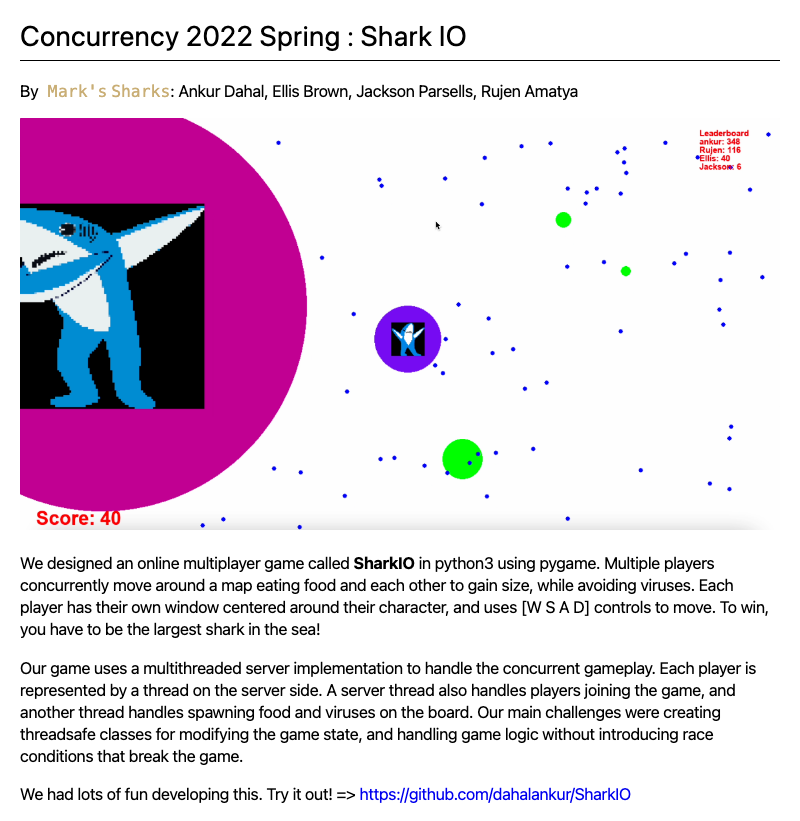 Concurrency 2022 Spring : Shark IO
By Mark's Sharks: Ankur Dahal, Ellis Brown, Jackson Parsells, Rujen Amatya
Leaderboard
ankur: 348
Rujen: 116
Ellis: 40
Jackson: 6
Score: 40
We designed an online multiplayer game called SharkIO in python3 using pygame. Multiple players
concurrently move around a map eating food and each other to gain size, while avoiding viruses. Each
player has their own window centered around their character, and uses [W S A D] controls to move. To win,
you have to be the largest shark in the sea!
Our game uses a multithreaded server implementation to handle the concurrent gameplay. Each player is
represented by a thread on the server side. A server thread also handles players joining the game, and
another thread handles spawning food and viruses on the board. Our main challenges were creating
threadsafe classes for modifying the game state, and handling game logic without introducing race
conditions that break the game.
We had lots of fun developing this. Try it out! => https://github.com/dahalankur/SharkIO